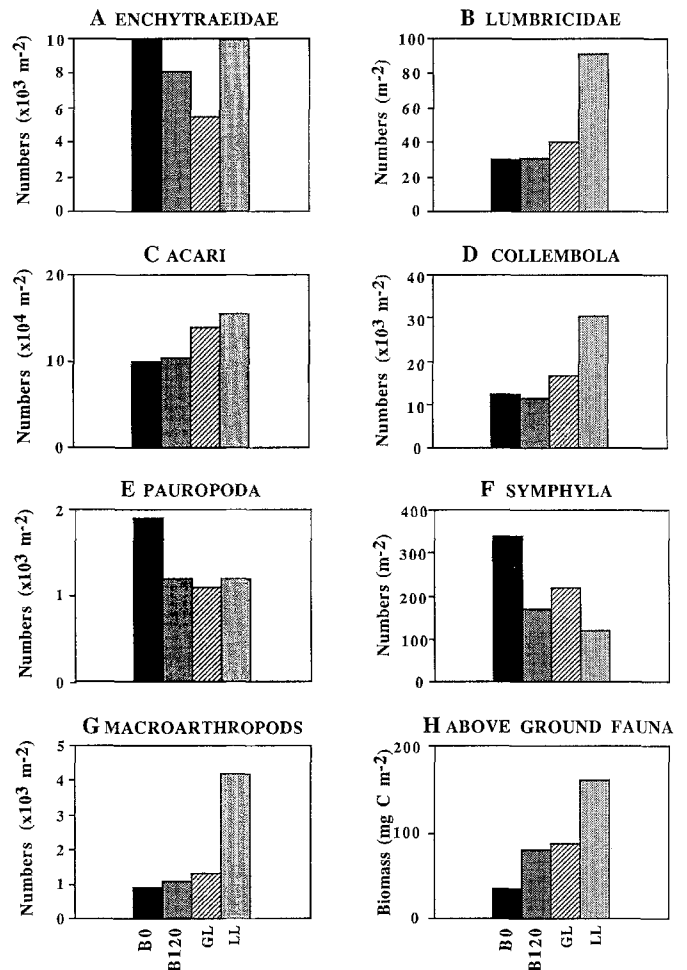 A ENCHYTRAEIDAE
Numbers (x10³ m-2)
10
8
6
4
2
0
B LUMBRICIDAE
Numbers (m-2)
100
80
60
40
20
0
C ACARI
Numbers (x10⁴ m-2)
20
10
0
D COLLEMBOLA
Numbers (x10³ m-2)
40
30
20
10
0
E PAUROPODA
Numbers (x10³ m-2)
2
1
0
F SYMPHYLA
Numbers (m-2)
400
300
200
100
0
G MACROARTHROPODS
Numbers (x10³ m-2)
5
4
3
2
1
0
B0
B120
GL
LL
H ABOVE GROUND FAUNA
Biomass (mg C m-2)
200
100
0
B0
B120
GL
LL